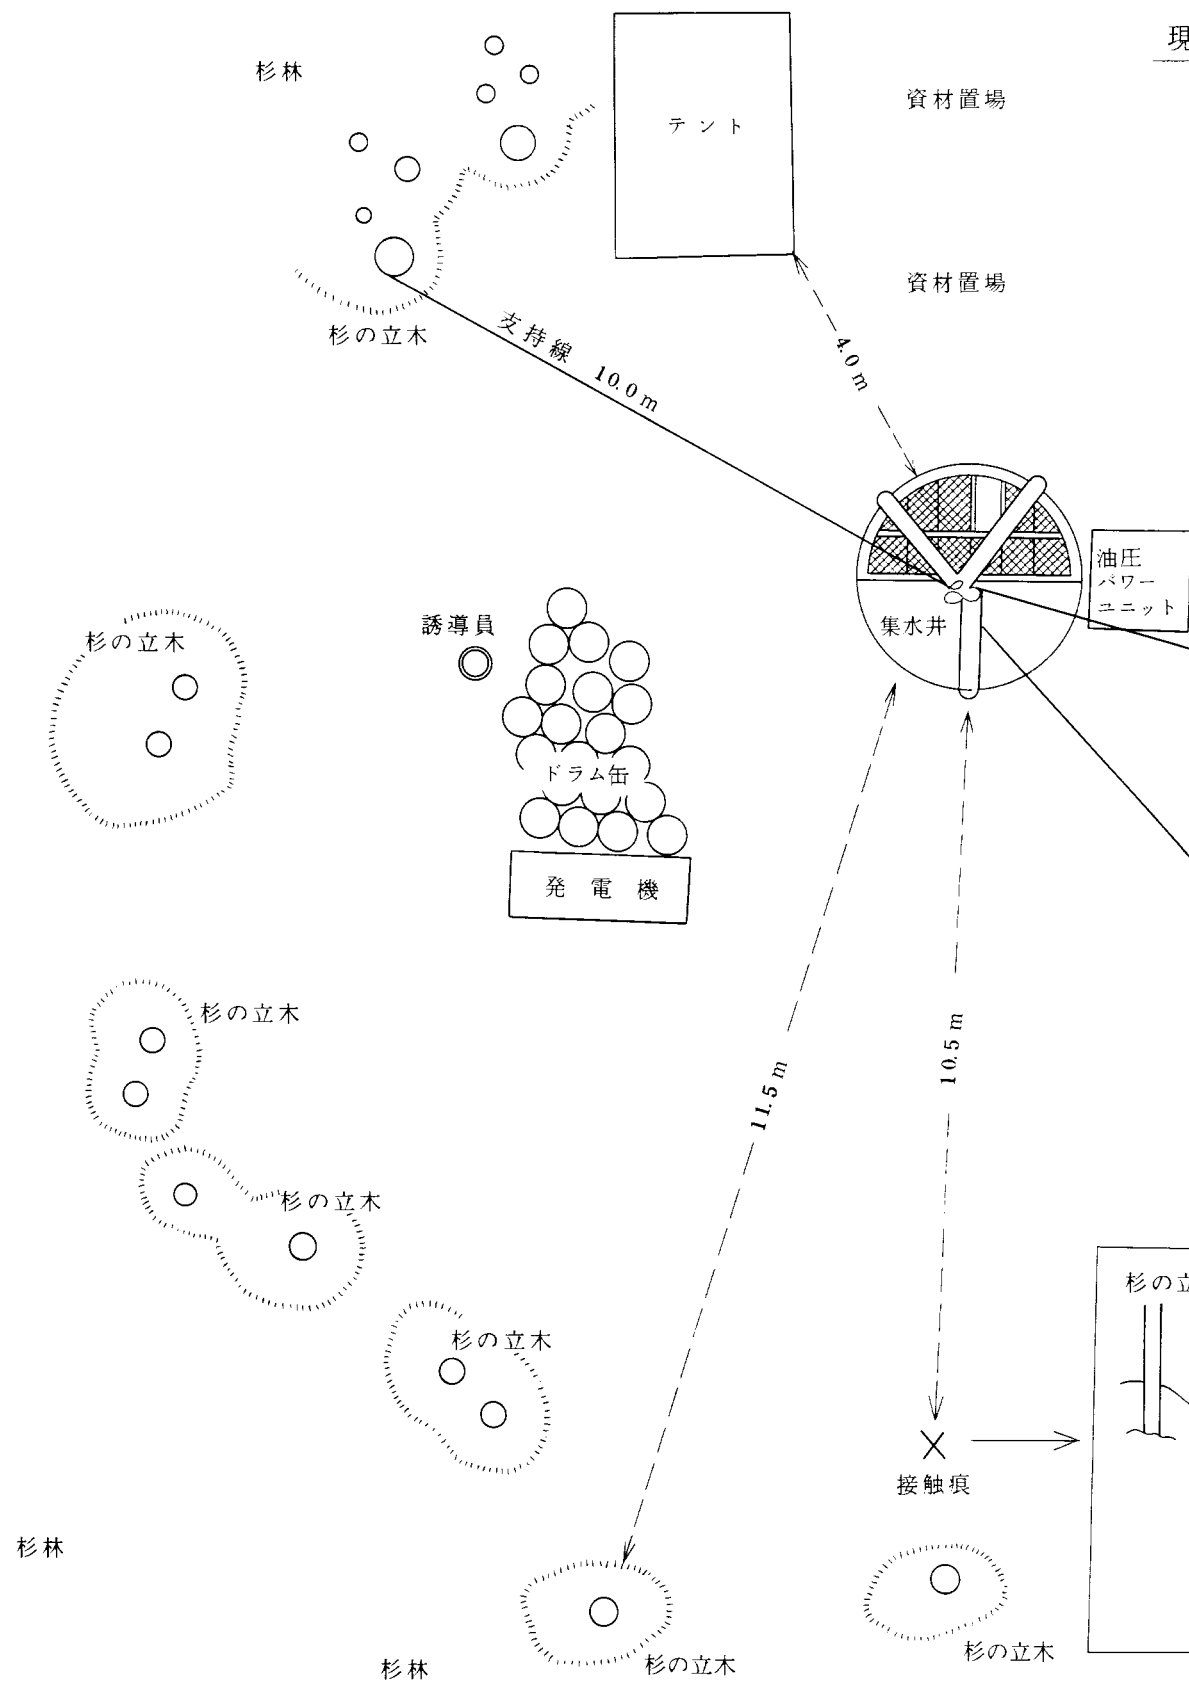 現
杉林
資材置場
テント
資材置場
杉の立木
支持線 10.0m
4.0m
油圧
パワー
ユニット
集水井
誘導員
杉の立木
ドラム缶
発電機
杉の立木
10.5m
11.5m
杉の立木
杉の立
杉の立木
接触痕
杉林
杉の立木
杉の立木
杉林